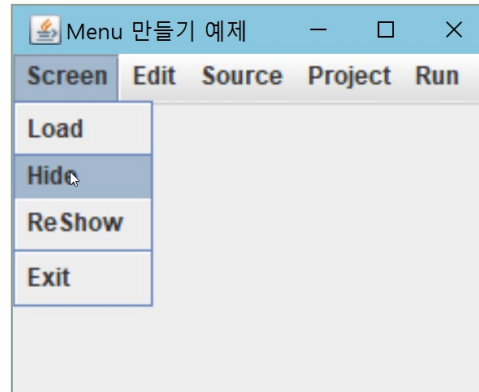 Menu 만들기 예제
Screen Edit Source Project Run
Load
Hide
ReShow
Exit